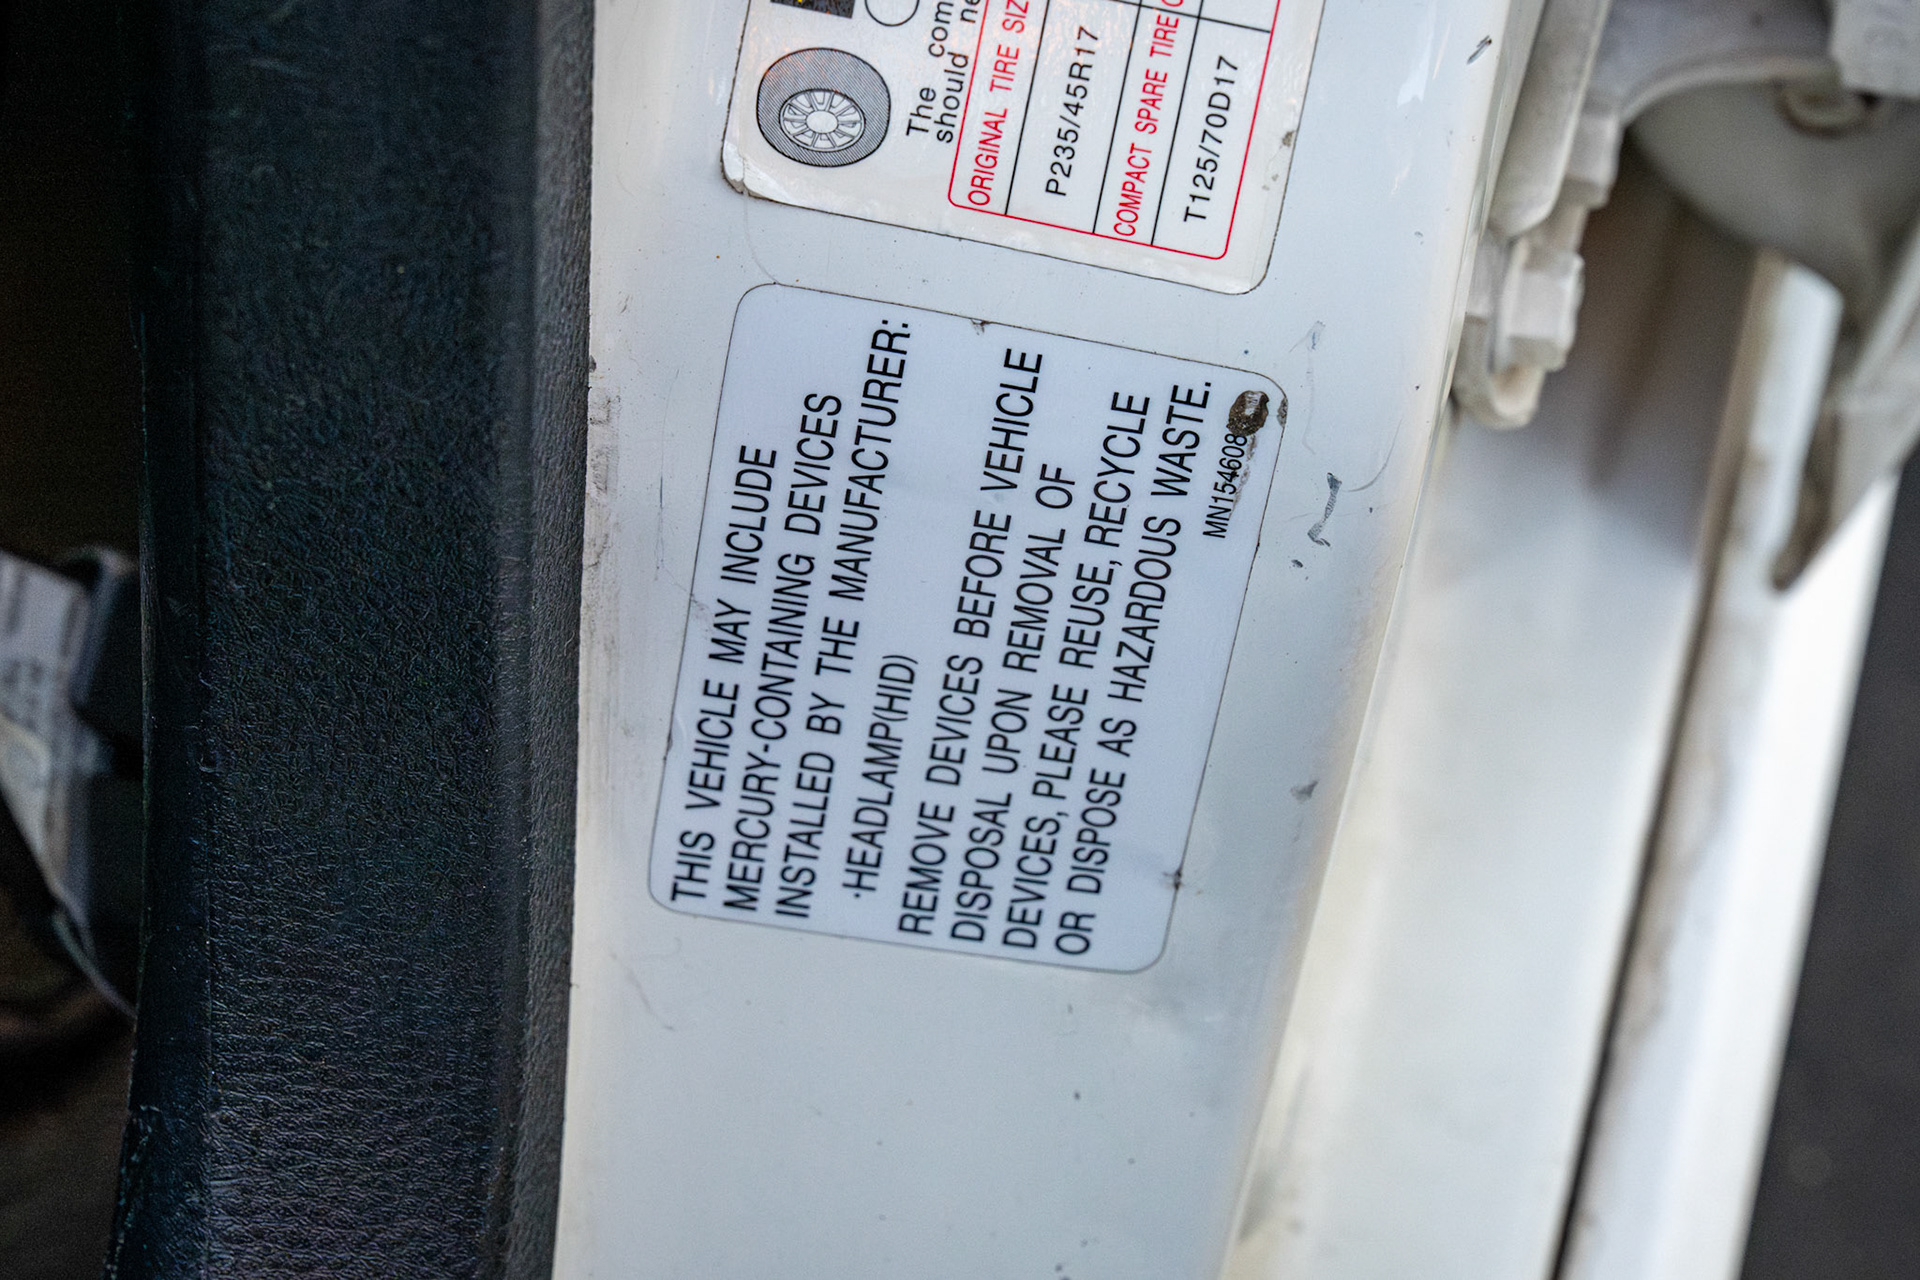 The com
should ne
ORIGINAL TIRE SIZ
P235/45R17
COMPACT SPARE TIRE
T125/70D17
THIS VEHICLE MAY INCLUDE
MERCURY-CONTAINING DEVICES
INSTALLED BY THE MANUFACTURER:
·HEADLAMP(HID)
REMOVE DEVICES BEFORE VEHICLE
DISPOSAL UPON REMOVAL OF
DEVICES, PLEASE REUSE, RECYCLE
OR DISPOSE AS HAZARDOUS WASTE.
MN154608